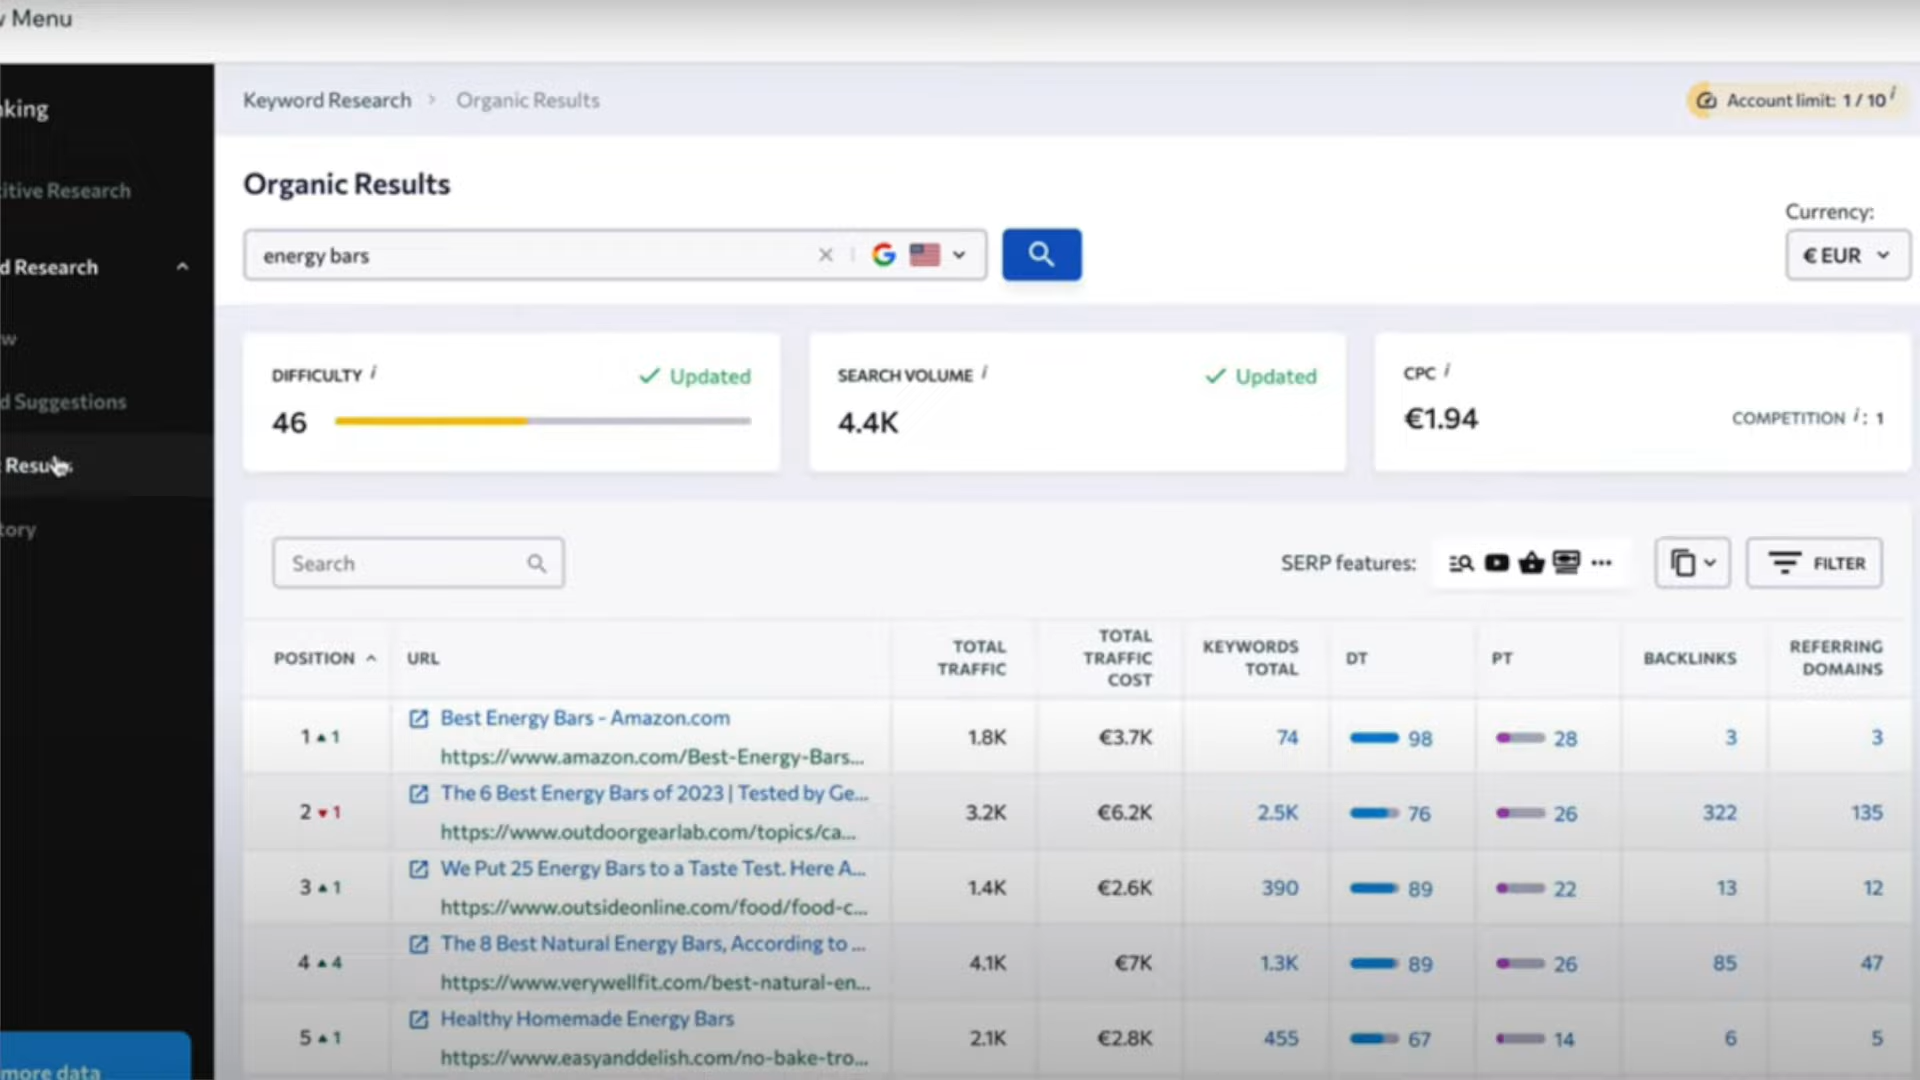 Menu
Keyword Research > Organic Results
Account limit: 1 / 10 i
Organic Results
Currency:
energy bars
€ EUR
Research
Suggestions
Results
more data
DIFFICULTY i
Updated
46
SEARCH VOLUME i
Updated
4.4K
CPC i
€1.94
COMPETITION i: 1
Search
SERP features:
FILTER
POSITION URL TOTAL TRAFFIC TOTAL TRAFFIC COST KEYWORDS TOTAL DT PT BACKLINKS REFERRING DOMAINS
1 ▲ 1 Best Energy Bars - Amazon.com 1.8K €3.7K 74 98 28 3 3
https://www.amazon.com/Best-Energy-Bars...
2 ▼ 1 The 6 Best Energy Bars of 2023 | Tested by Ge... 3.2K €6.2K 2.5K 76 26 322 135
https://www.outdoorgearlab.com/topics/ca...
3 ▲ 1 We Put 25 Energy Bars to a Taste Test. Here A... 1.4K €2.6K 390 89 22 13 12
https://www.outsideonline.com/food/food-c...
4 ▲ 4 The 8 Best Natural Energy Bars, According to ... 4.1K €7K 1.3K 89 26 85 47
https://www.verywellfit.com/best-natural-en...
5 ▲ 1 Healthy Homemade Energy Bars 2.1K €2.8K 455 67 14 6 5
https://www.easyanddelish.com/no-bake-tro...